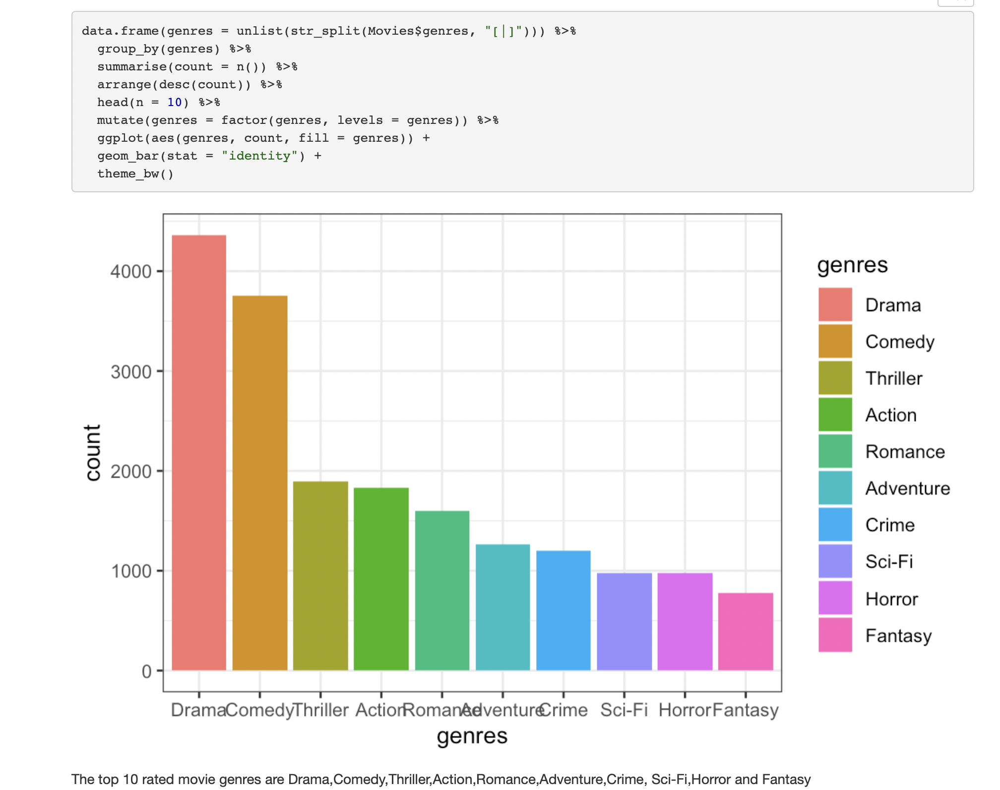 data.frame(genres = unlist(str_split(Movies$genres, "[|]"))) %>%
  group_by(genres) %>%
  summarise(count = n()) %>%
  arrange(desc(count)) %>%
  head(n = 10) %>%
  mutate(genres = factor(genres, levels = genres)) %>%
  ggplot(aes(genres, count, fill = genres)) +
  geom_bar(stat = "identity") +
  theme_bw()
4000
3000
2000
1000
0
count
Drama Comedy Thriller Action Romance Adventure Crime Sci-Fi Horror Fantasy
genres
genres
Drama
Comedy
Thriller
Action
Romance
Adventure
Crime
Sci-Fi
Horror
Fantasy
The top 10 rated movie genres are Drama,Comedy,Thriller,Action,Romance,Adventure,Crime, Sci-Fi,Horror and Fantasy